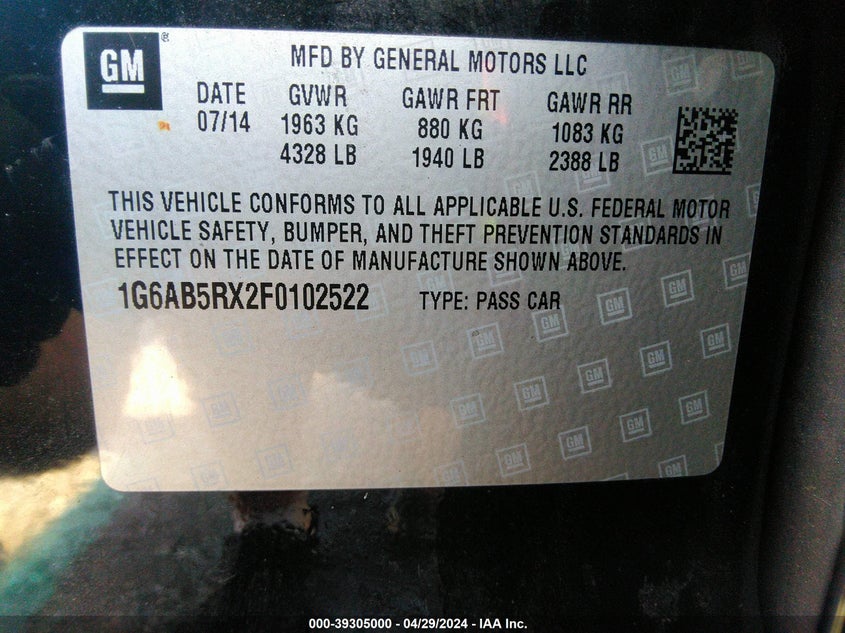 GM ®
MFD BY GENERAL MOTORS LLC
DATE GVWR GAWR FRT GAWR RR
07/14 1963 KG 880 KG 1083 KG
4328 LB 1940 LB 2388 LB
THIS VEHICLE CONFORMS TO ALL APPLICABLE U.S. FEDERAL MOTOR
VEHICLE SAFETY, BUMPER, AND THEFT PREVENTION STANDARDS IN
EFFECT ON THE DATE OF MANUFACTURE SHOWN ABOVE.
1G6AB5RX2F0102522 TYPE: PASS CAR
000-39305000 - 04/29/2024 - IAA Inc.